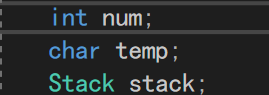 int num;
char temp;
Stack stack;